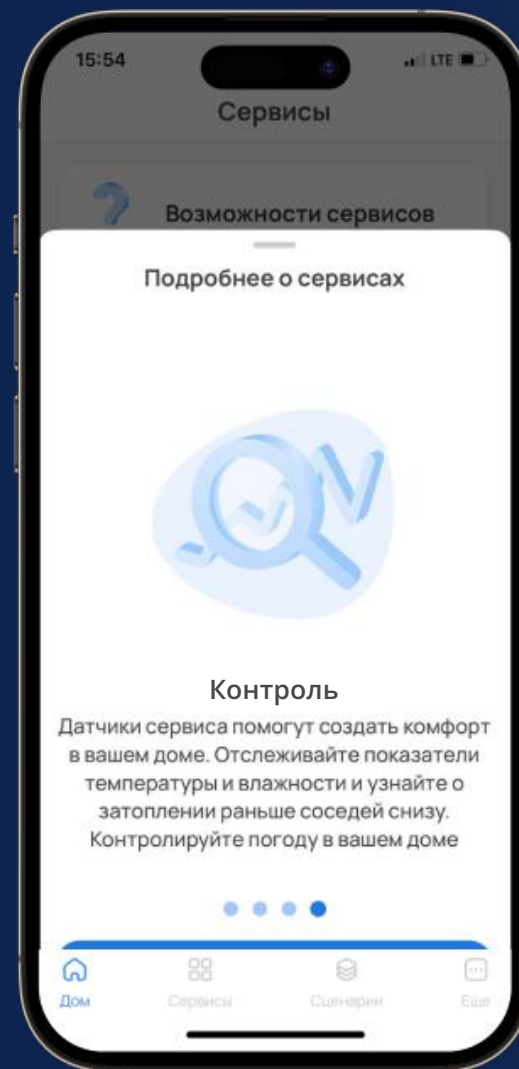 15:54
LTE
Сервисы
Возможности сервисов
Подробнее о сервисах
Контроль
Датчики сервиса помогут создать комфорт
в вашем доме. Отслеживайте показатели
температуры и влажности и узнайте о
затоплении раньше соседей снизу.
Контролируйте погоду в вашем доме
Дом
Сервисы
Сценарии
Еще